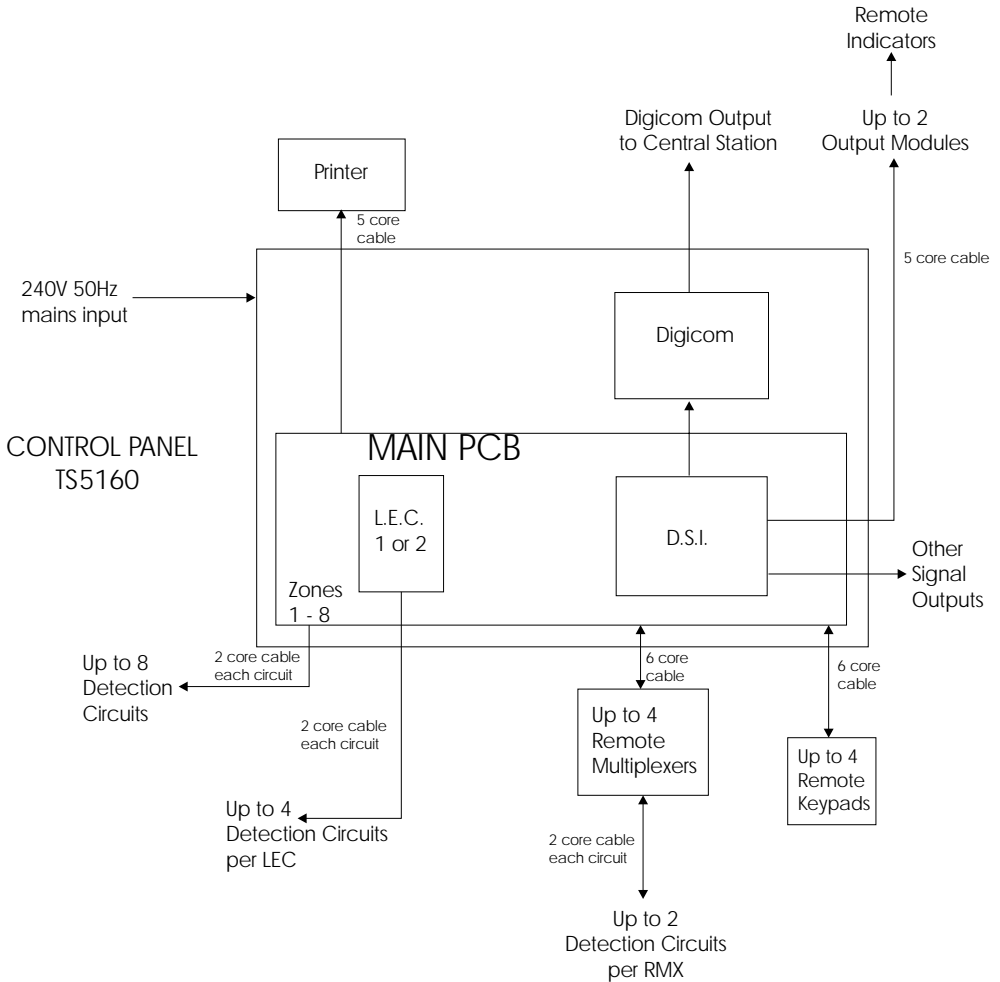 Remote
Indicators
Digicom Output
to Central Station
Up to 2
Output Modules
Printer
5 core
cable
5 core cable
240V 50Hz
mains input
Digicom
CONTROL PANEL
TS5160
MAIN PCB
L.E.C.
1 or 2
D.S.I.
Other
Signal
Outputs
Zones
1 - 8
Up to 8
Detection
Circuits
2 core cable
each circuit
6 core
cable
6 core
cable
2 core cable
each circuit
Up to 4
Remote
Multiplexers
Up to 4
Remote
Keypads
Up to 4
Detection Circuits
per LEC
2 core cable
each circuit
Up to 2
Detection Circuits
per RMX